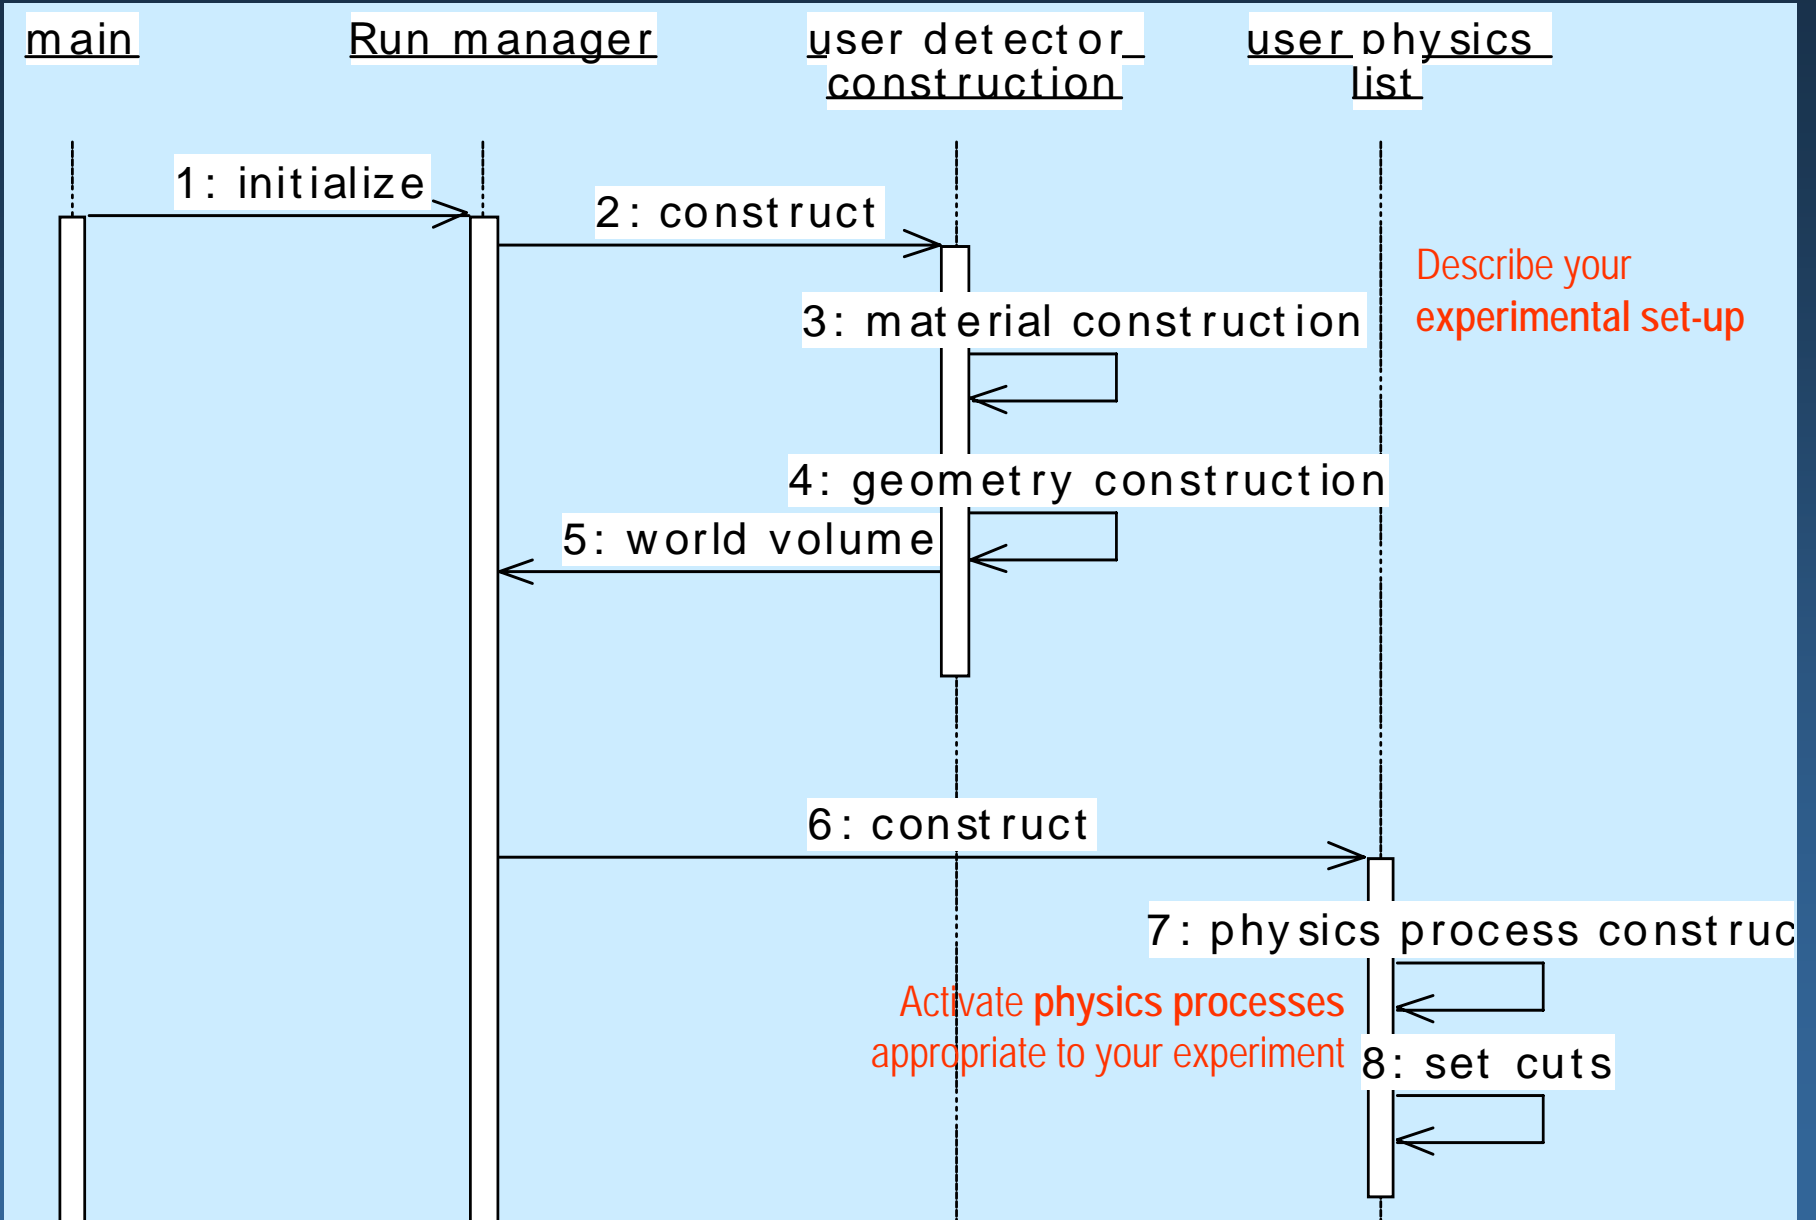 main
Run manager
user detector
construction
user physics
list
1: initialize
2: construct
Describe your
experimental set-up
3: material construction
4: geometry construction
5: world volume
6: construct
7: physics process construc
Activate physics processes
appropriate to your experiment
8: set cuts